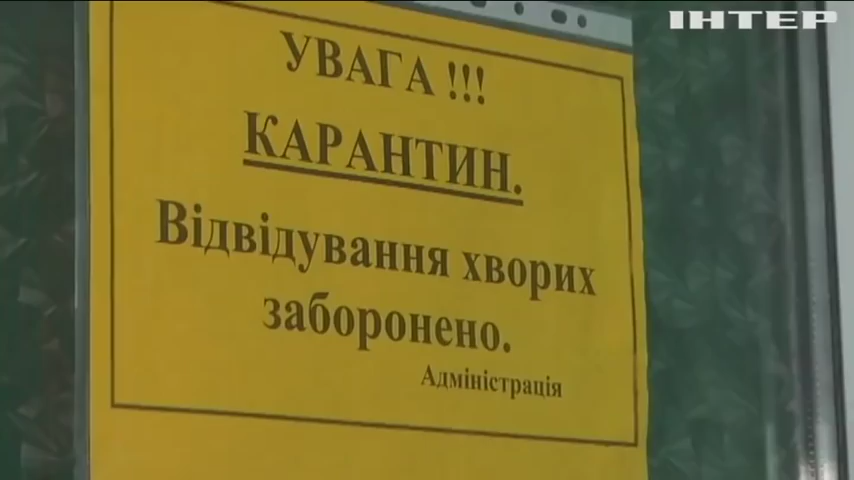 ІНТЕР
УВАГА !!!
КАРАНТИН.
Відвідування хворих
заборонено.
Адміністрація